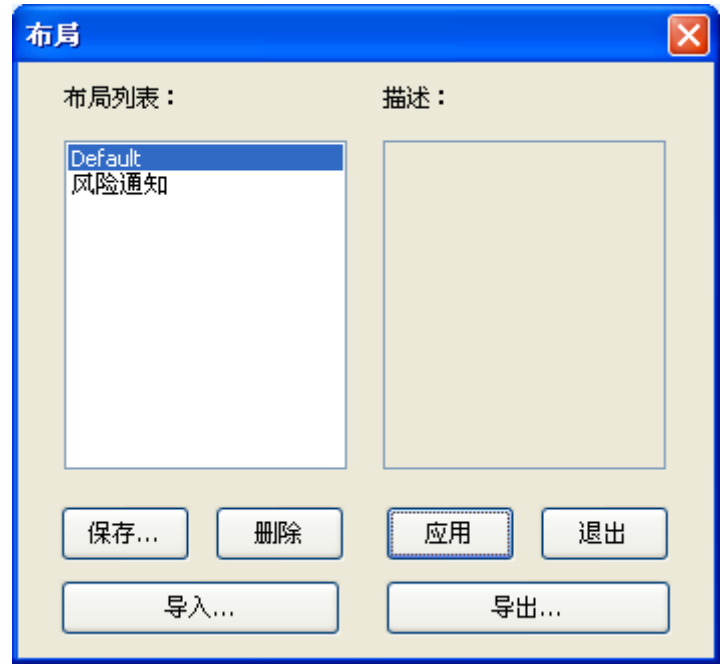 布局
布局列表： 描述：
Default
风险通知
保存... 删除 应用 退出
导入... 导出...